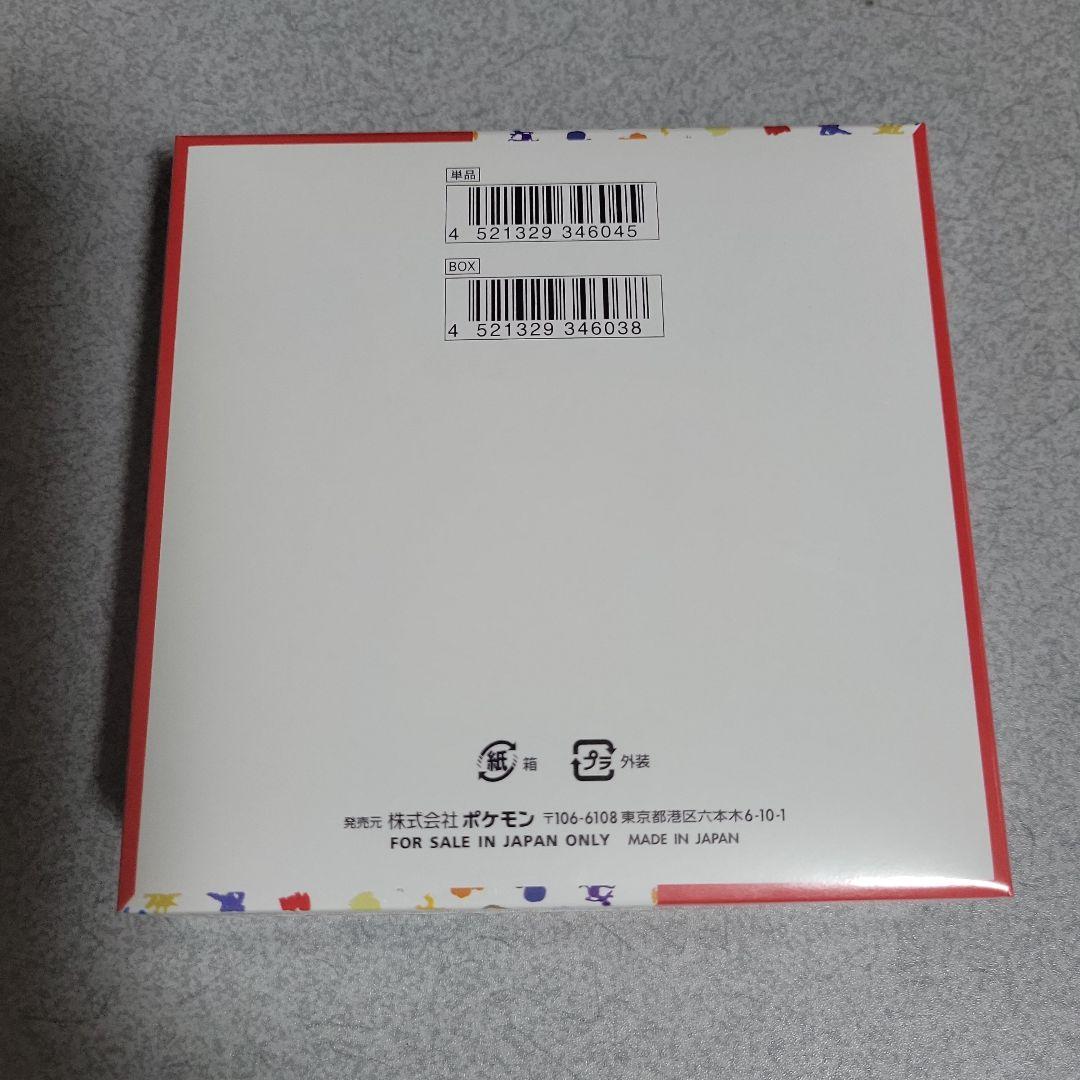 単品
4 521329 346045
BOX
4 521329 346038
紙 箱 プラ 外装
発売元 株式会社 ポケモン 〒106-6108 東京都港区六本木6-10-1
FOR SALE IN JAPAN ONLY MADE IN JAPAN